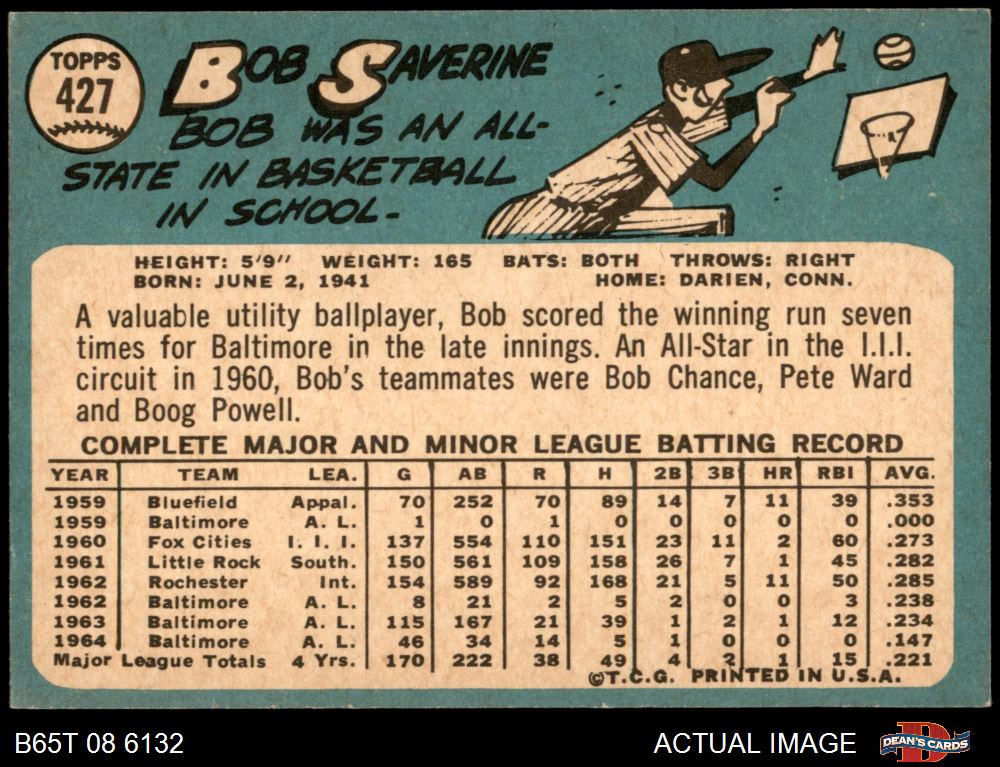 TOPPS
427
BOB SAVERINE
BOB WAS AN ALL-
STATE IN BASKETBALL
IN SCHOOL-
HEIGHT: 5'9" WEIGHT: 165 BATS: BOTH THROWS: RIGHT
BORN: JUNE 2, 1941 HOME: DARIEN, CONN.
A valuable utility ballplayer, Bob scored the winning run seven
times for Baltimore in the late innings. An All-Star in the I.I.I.
circuit in 1960, Bob's teammates were Bob Chance, Pete Ward
and Boog Powell.
COMPLETE MAJOR AND MINOR LEAGUE BATTING RECORD
YEAR TEAM LEA. G AB R H 2B 3B HR RBI AVG.
1959 Bluefield Appal. 70 252 70 89 14 7 11 39 .353
1959 Baltimore A. L. 1 0 1 0 0 0 0 0 .000
1960 Fox Cities I. I. I. 137 554 110 151 23 11 2 60 .273
1961 Little Rock South. 150 561 109 158 26 7 1 45 .282
1962 Rochester Int. 154 589 92 168 21 5 11 50 .285
1962 Baltimore A. L. 8 21 2 5 2 0 0 3 .238
1963 Baltimore A. L. 115 167 21 39 1 2 1 12 .234
1964 Baltimore A. L. 46 34 14 5 1 0 0 0 .147
Major League Totals 4 Yrs. 170 222 38 49 4 2 1 15 .221
©T.C.G. PRINTED IN U.S.A.
B65T 08 6132 ACTUAL IMAGE DEAN'S CARDS